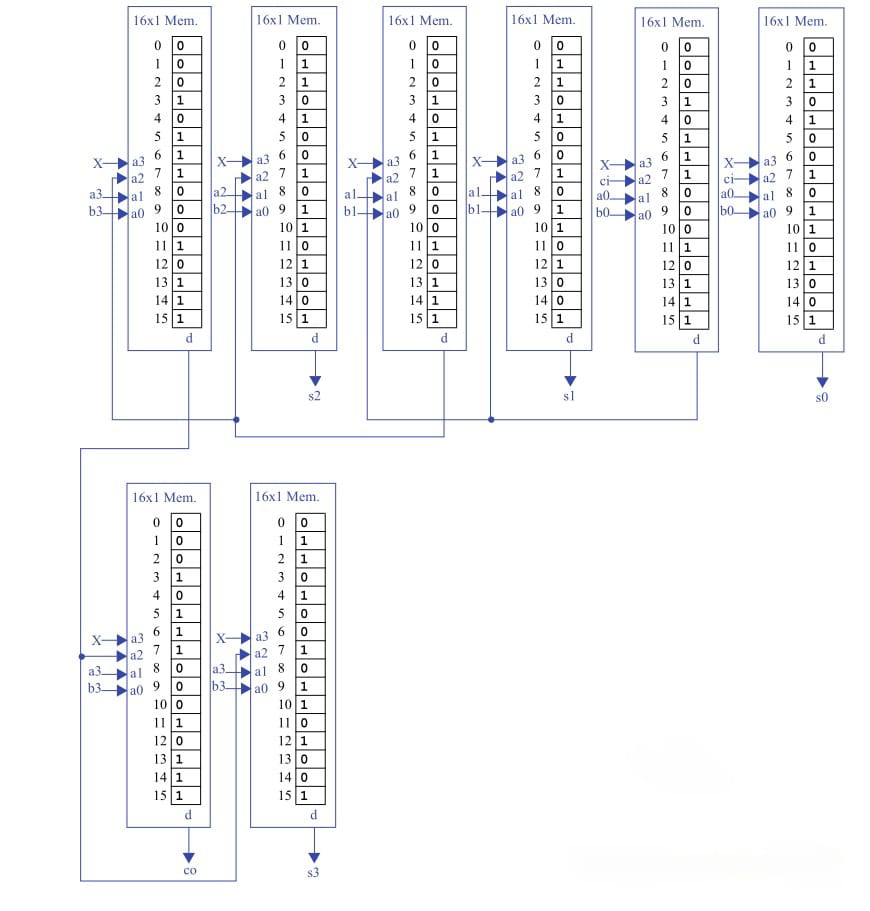 16x1 Mem. 16x1 Mem. 16x1 Mem. 16x1 Mem. 16x1 Mem. 16x1 Mem.
0 0 0 0 0 0 0 0 0 0 0 0
1 0 1 1 1 0 1 1 1 0 1 1
2 0 2 1 2 0 2 1 2 0 2 1
3 1 3 0 3 1 3 0 3 1 3 0
4 0 4 1 4 0 4 1 4 0 4 1
5 1 5 0 5 1 5 0 5 1 5 0
X a3 6 1 X a3 6 0 X a3 6 1 X a3 6 0 X a3 6 1 X a3 6 0
a2 7 1 a2 7 1 a2 7 1 a2 7 1 ci a2 7 1 ci a2 7 1
a3 a1 8 0 a2 a1 8 0 a1 a1 8 0 a1 a1 8 0 a0 a1 8 0 a0 a1 8 0
b3 a0 9 0 b2 a0 9 1 b1 a0 9 0 b1 a0 9 1 b0 a0 9 0 b0 a0 9 1
10 0 10 1 10 0 10 1 10 0 10 1
11 1 11 0 11 1 11 0 11 1 11 0
12 0 12 1 12 0 12 1 12 0 12 1
13 1 13 0 13 1 13 0 13 1 13 0
14 1 14 0 14 1 14 0 14 1 14 0
15 1 15 1 15 1 15 1 15 1 15 1
d d d d d d
s2 s1 s0
16x1 Mem. 16x1 Mem.
0 0 0 0
1 0 1 1
2 0 2 1
3 1 3 0
4 0 4 1
5 1 5 0
X a3 6 1 X a3 6 0
a2 7 1 a2 7 1
a3 a1 8 0 a3 a1 8 0
b3 a0 9 0 b3 a0 9 1
10 0 10 1
11 1 11 0
12 0 12 1
13 1 13 0
14 1 14 0
15 1 15 1
d d
co s3